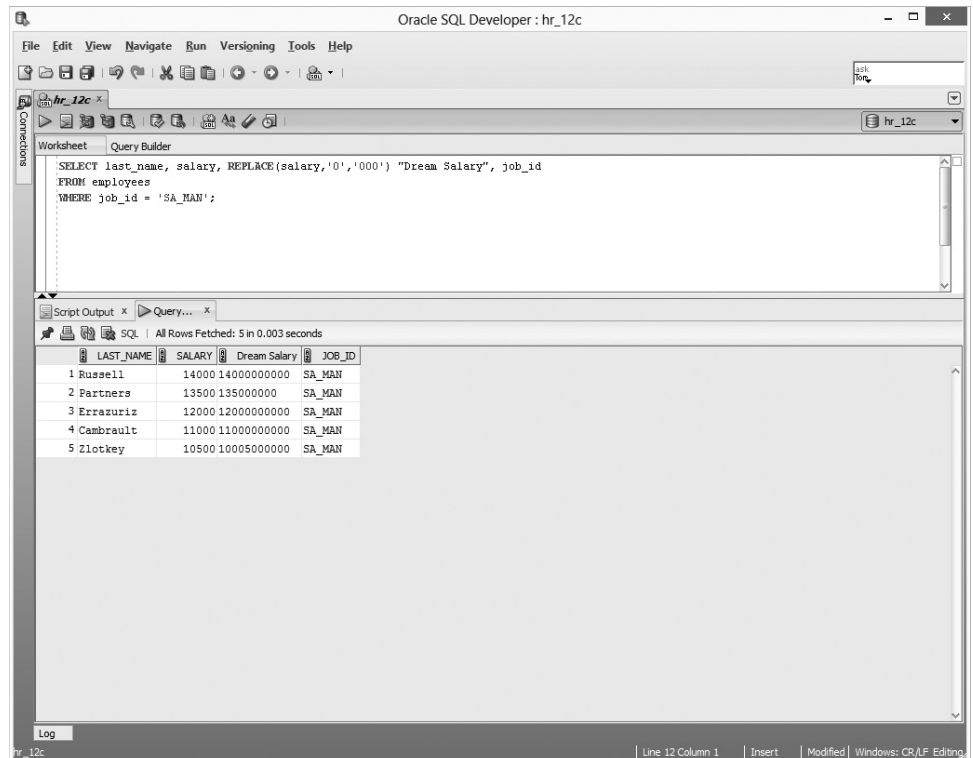 Oracle SQL Developer : hr_12c
File Edit View Navigate Run Versioning Tools Help
ask
Tom
hr_12c x
hr_12c
Connections
Worksheet Query Builder
SELECT last_name, salary, REPLACE(salary,'0','000') "Dream Salary", job_id
FROM employees
WHERE job_id = 'SA_MAN';
Script Output x Query... x
SQL | All Rows Fetched: 5 in 0.003 seconds
LAST_NAME SALARY Dream Salary JOB_ID
1 Russell 14000 14000000000 SA_MAN
2 Partners 13500 135000000 SA_MAN
3 Errazuriz 12000 12000000000 SA_MAN
4 Cambrault 11000 11000000000 SA_MAN
5 Zlotkey 10500 10005000000 SA_MAN
Log
hr_12c | Line 12 Column 1 | Insert | Modified | Windows: CR/LF Editing